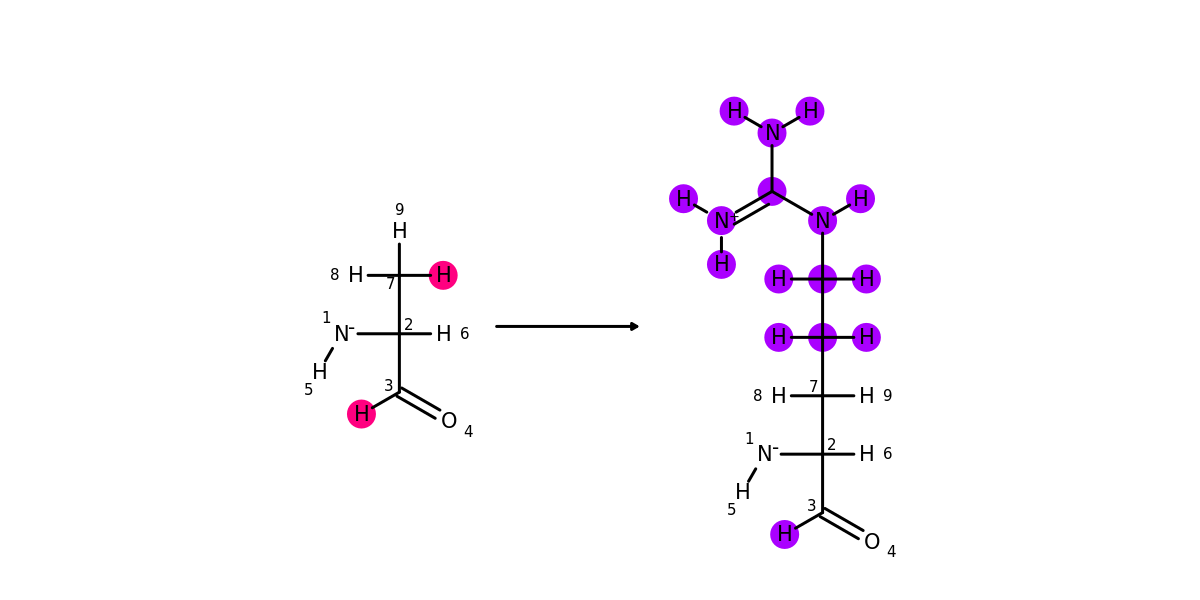 H H
N
9 H N⁺ N H
H H
8 H H H H
7
1 N⁻ 2 H 6 H H
H 5 3 7
8 H H 9
H O 4 1 N⁻ 2 H 6
H 5 3
H O 4